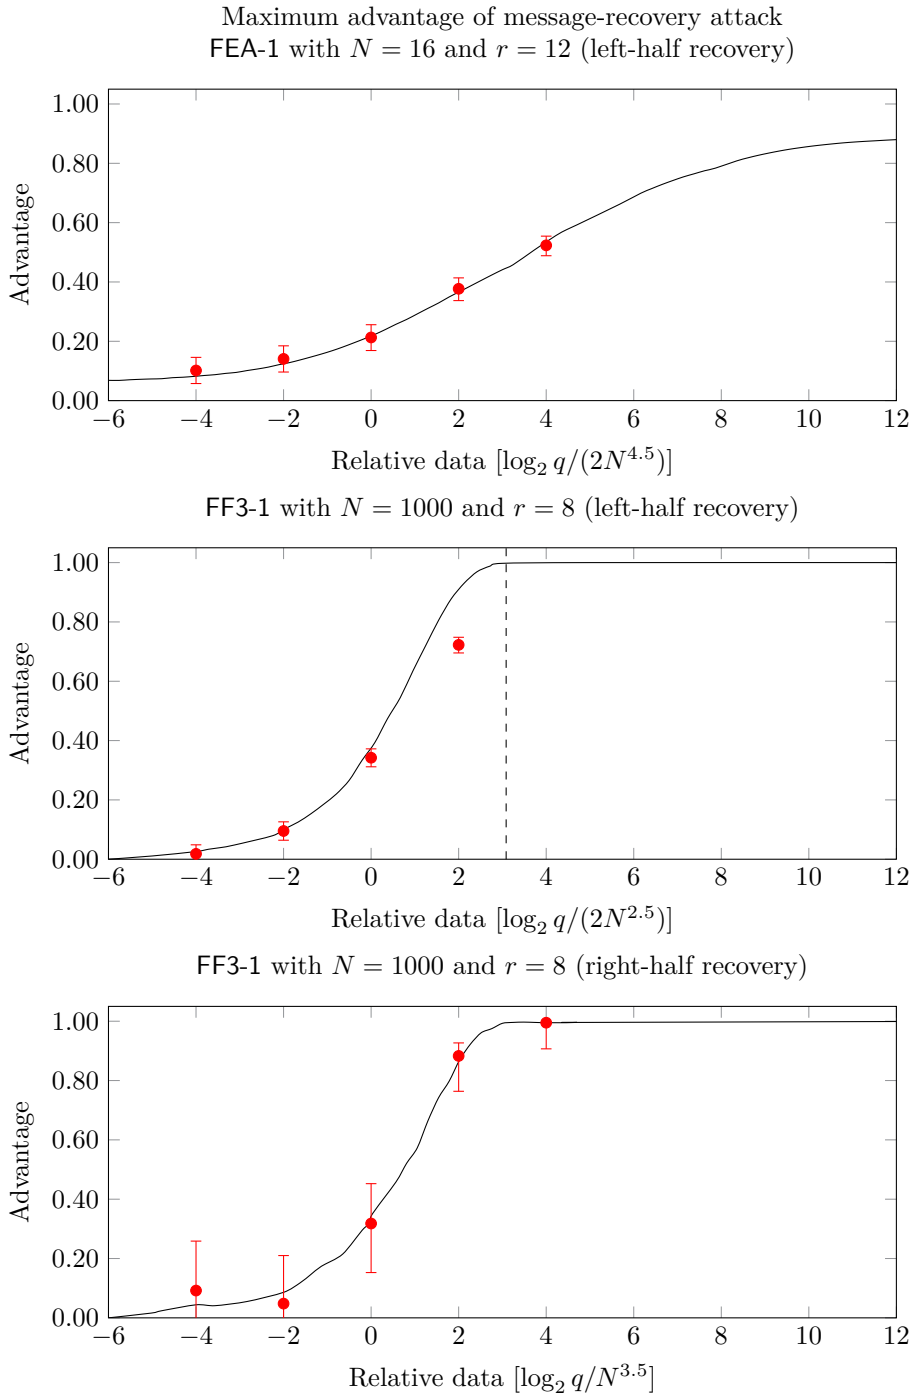 Maximum advantage of message-recovery attack
FEA-1 with N = 16 and r = 12 (left-half recovery)
1.00
0.80
0.60
0.40
0.20
0.00
Advantage
−6 −4 −2 0 2 4 6 8 10 12
Relative data [log₂ q/(2N^4.5)]
FF3-1 with N = 1000 and r = 8 (left-half recovery)
1.00
0.80
0.60
0.40
0.20
0.00
Advantage
−6 −4 −2 0 2 4 6 8 10 12
Relative data [log₂ q/(2N^2.5)]
FF3-1 with N = 1000 and r = 8 (right-half recovery)
1.00
0.80
0.60
0.40
0.20
0.00
Advantage
−6 −4 −2 0 2 4 6 8 10 12
Relative data [log₂ q/N^3.5]